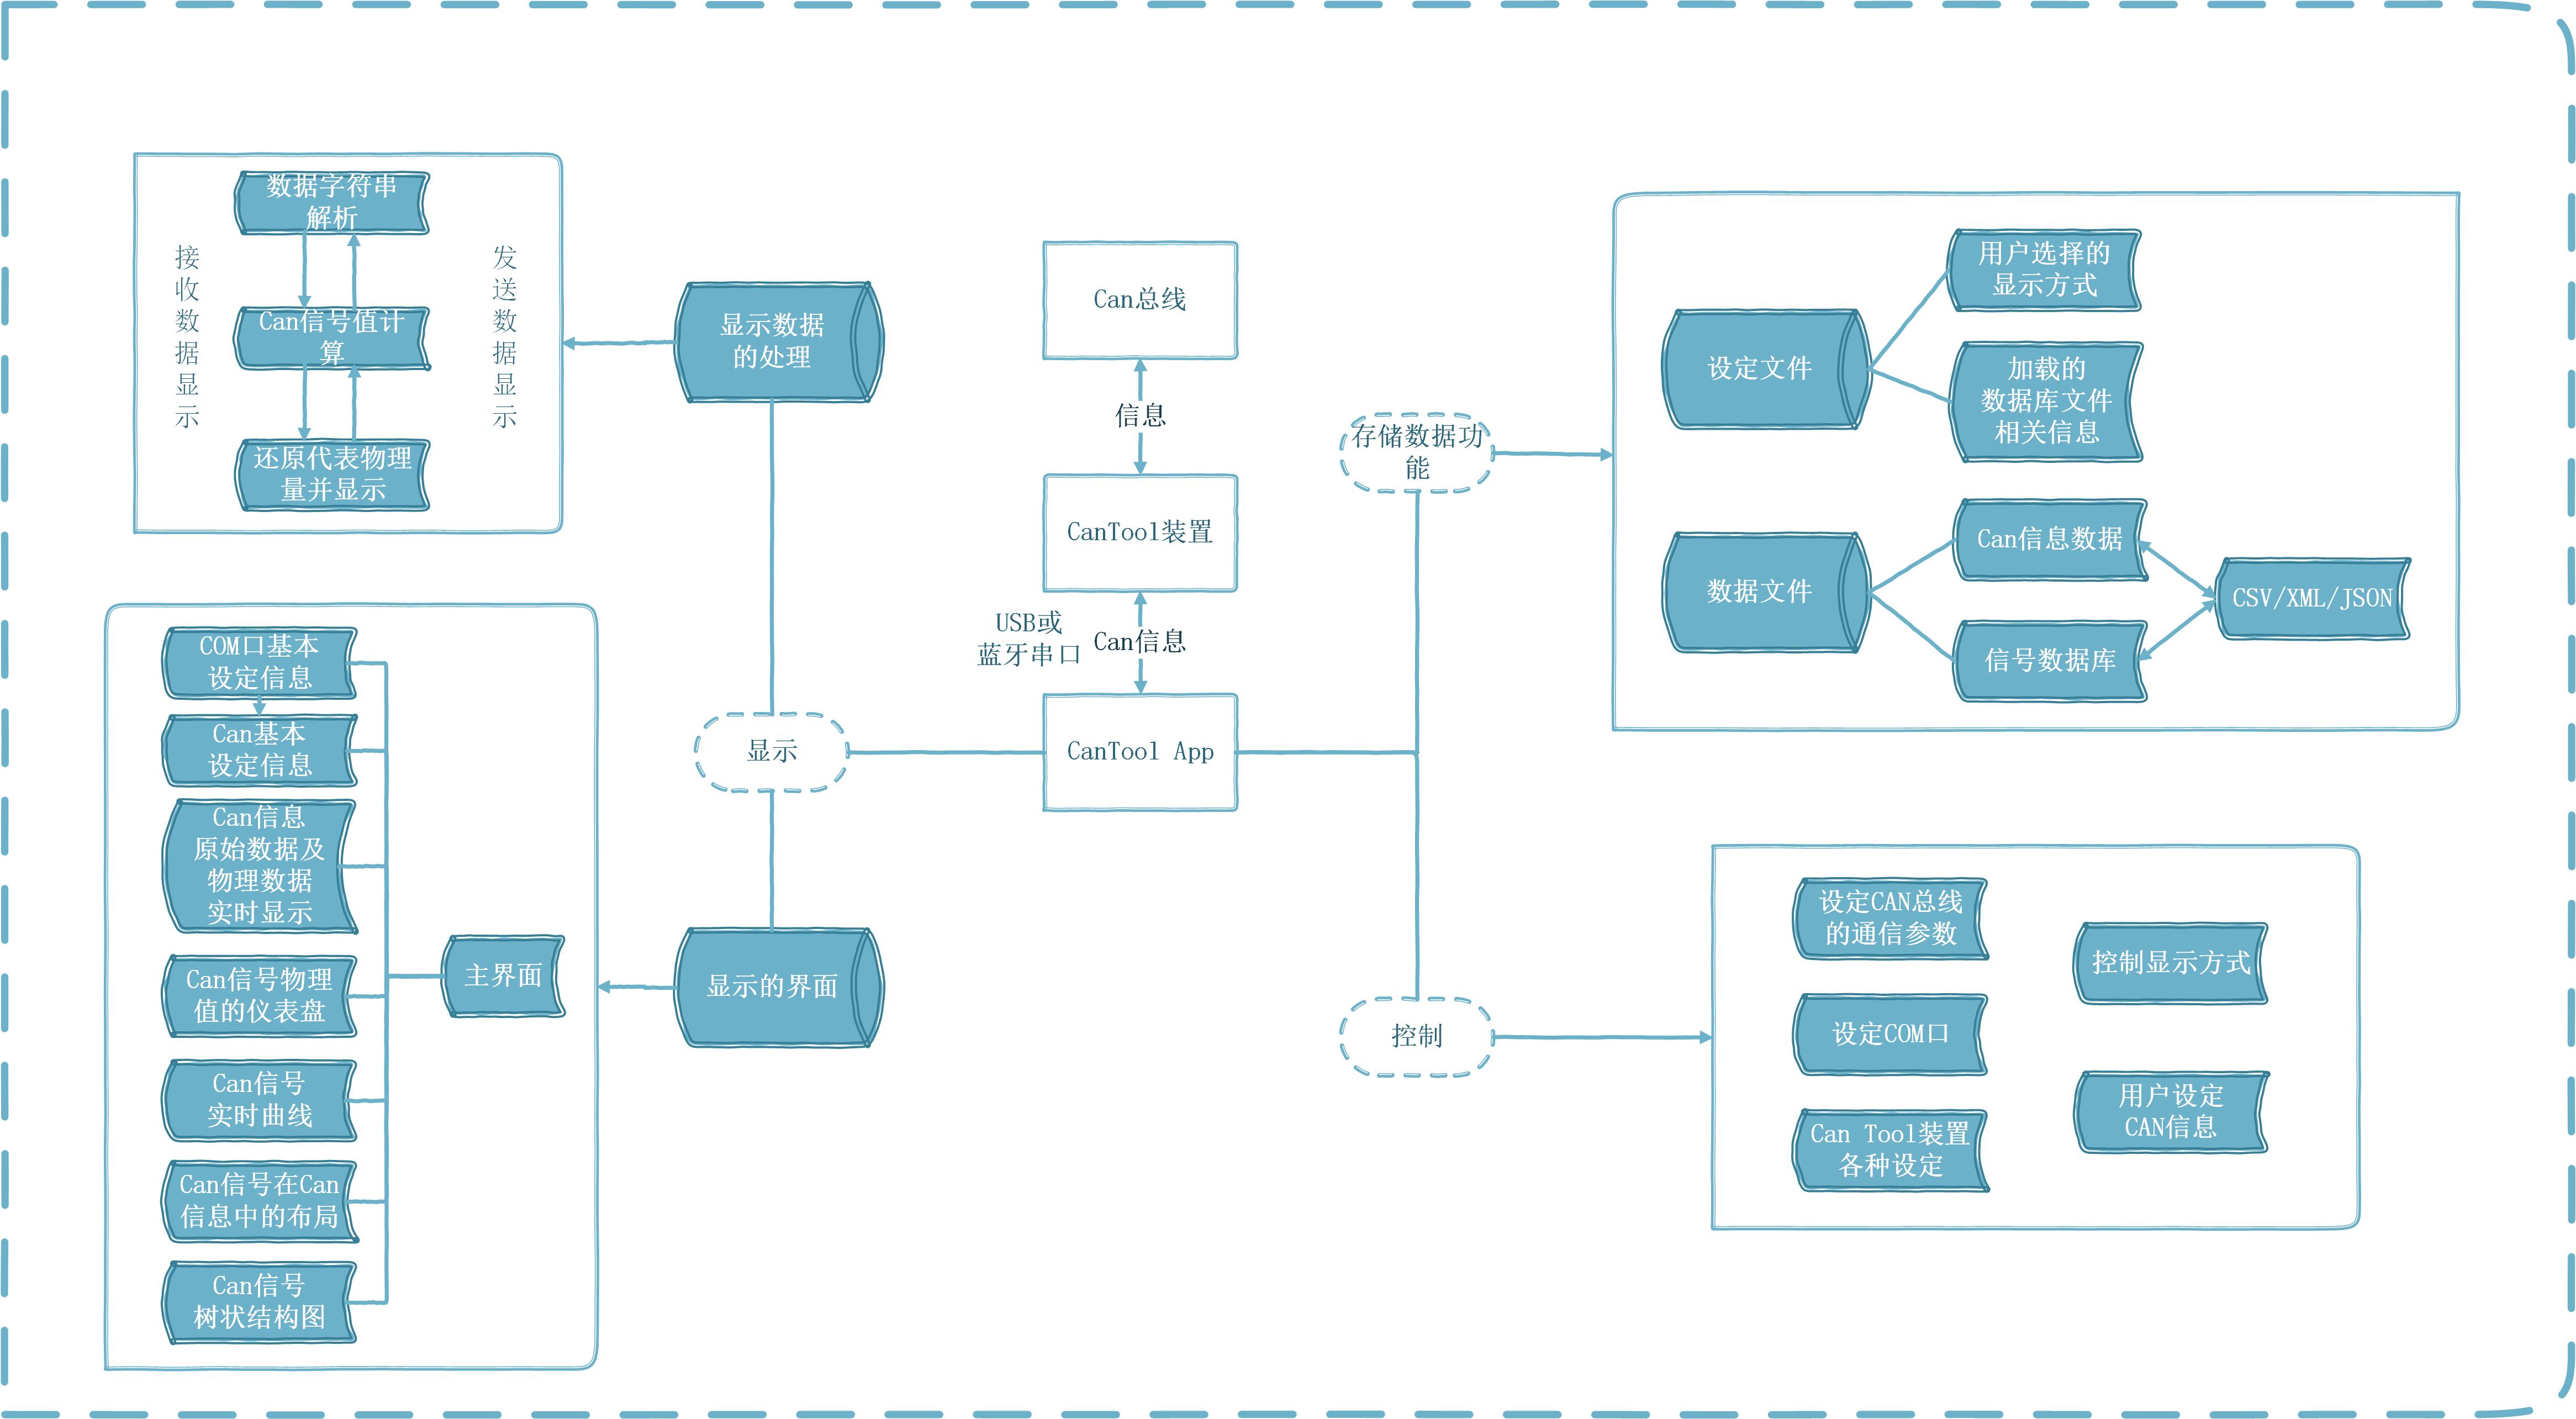 数据字符串
解析
接收数据显示
发送数据显示
Can信号值计
算
还原代表物理
量并显示
显示数据
的处理
Can总线
信息
CanTool装置
USB或
蓝牙串口
Can信息
CanTool App
显示
显示的界面
COM口基本
设定信息
Can基本
设定信息
Can信息
原始数据及
物理数据
实时显示
Can信号物理
值的仪表盘
Can信号
实时曲线
Can信号在Can
信息中的布局
Can信号
树状结构图
主界面
存储数据功
能
设定文件
用户选择的
显示方式
加载的
数据库文件
相关信息
数据文件
Can信息数据
信号数据库
CSV/XML/JSON
控制
设定CAN总线
的通信参数
设定COM口
Can Tool装置
各种设定
控制显示方式
用户设定
CAN信息